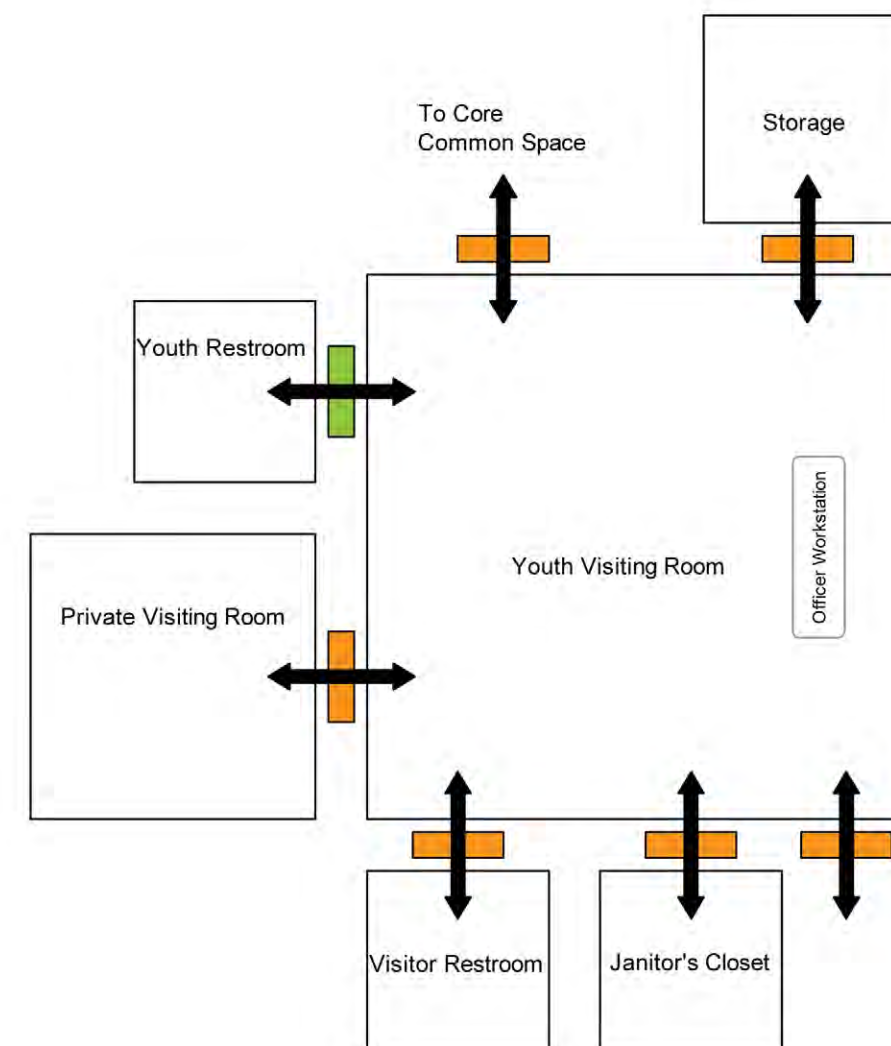 To Core
Common Space
Storage
Youth Restroom
Officer Workstation
Youth Visiting Room
Private Visiting Room
Visitor Restroom
Janitor's Closet